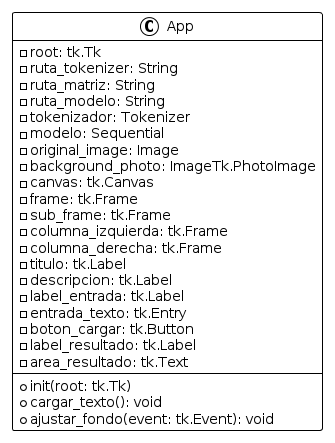 C App
root: tk.Tk
ruta_tokenizer: String
ruta_matriz: String
ruta_modelo: String
tokenizador: Tokenizer
modelo: Sequential
original_image: Image
background_photo: ImageTk.PhotoImage
canvas: tk.Canvas
frame: tk.Frame
sub_frame: tk.Frame
columna_izquierda: tk.Frame
columna_derecha: tk.Frame
titulo: tk.Label
descripcion: tk.Label
label_entrada: tk.Label
entrada_texto: tk.Entry
boton_cargar: tk.Button
label_resultado: tk.Label
area_resultado: tk.Text
init(root: tk.Tk)
cargar_texto(): void
ajustar_fondo(event: tk.Event): void